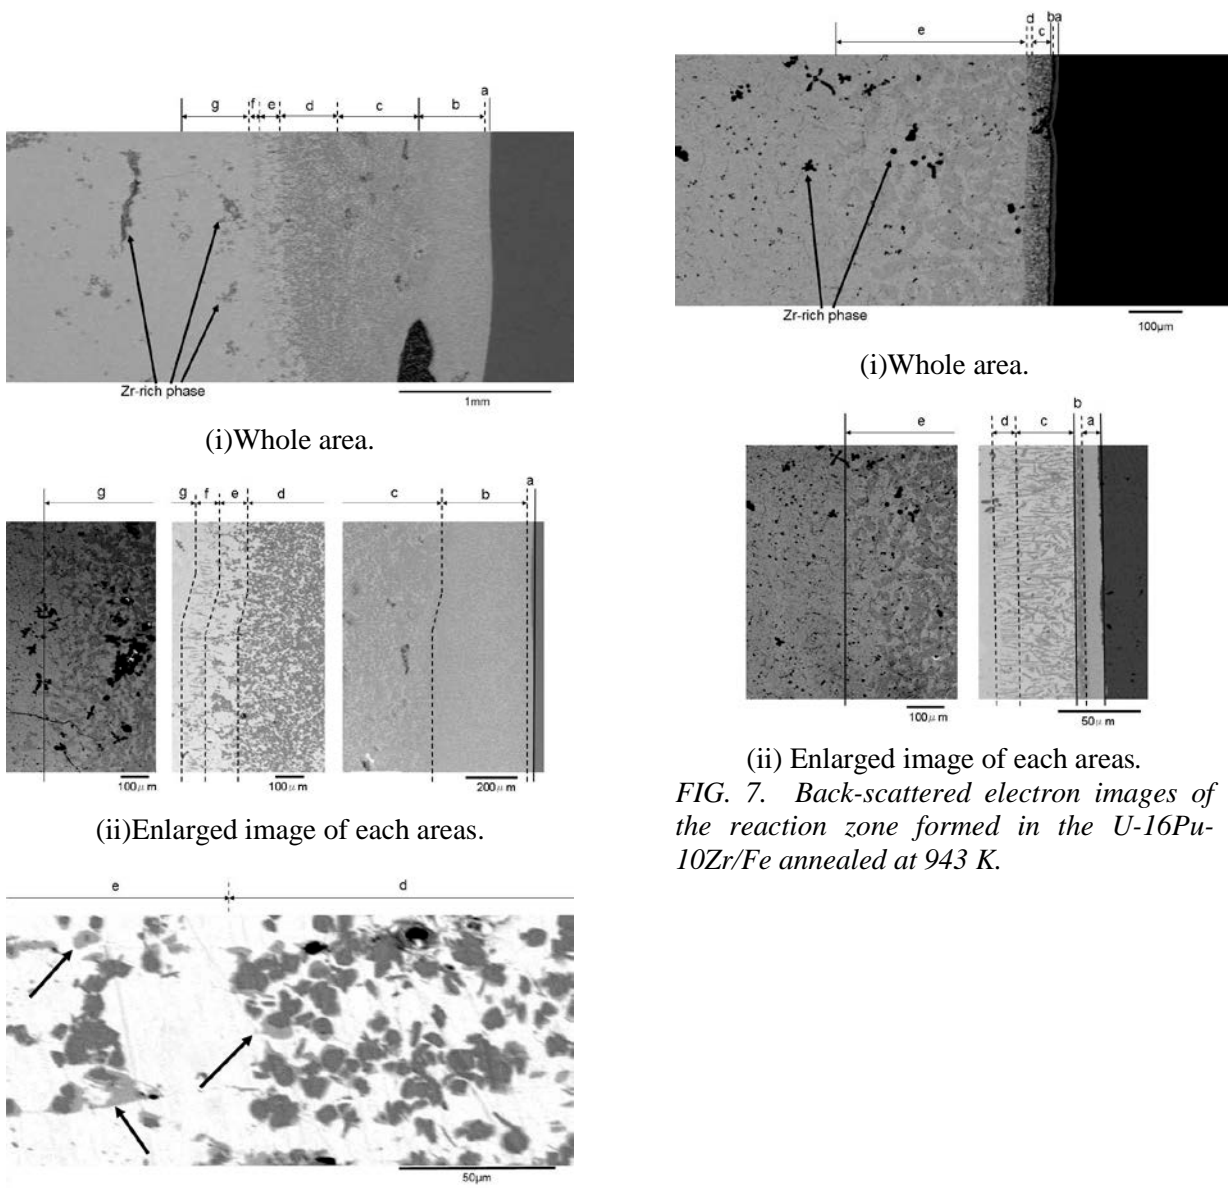 a
g f e d c b
Zr-rich phase
1mm
(i)Whole area.
a
g g f e d c b
100μm 100μm 200μm
(ii)Enlarged image of each areas.
e d
50μm
d b a
e c
Zr-rich phase
100μm
(i)Whole area.
b
e d c a
100μm 50μm
(ii) Enlarged image of each areas.
FIG. 7. Back-scattered electron images of
the reaction zone formed in the U-16Pu-
10Zr/Fe annealed at 943 K.